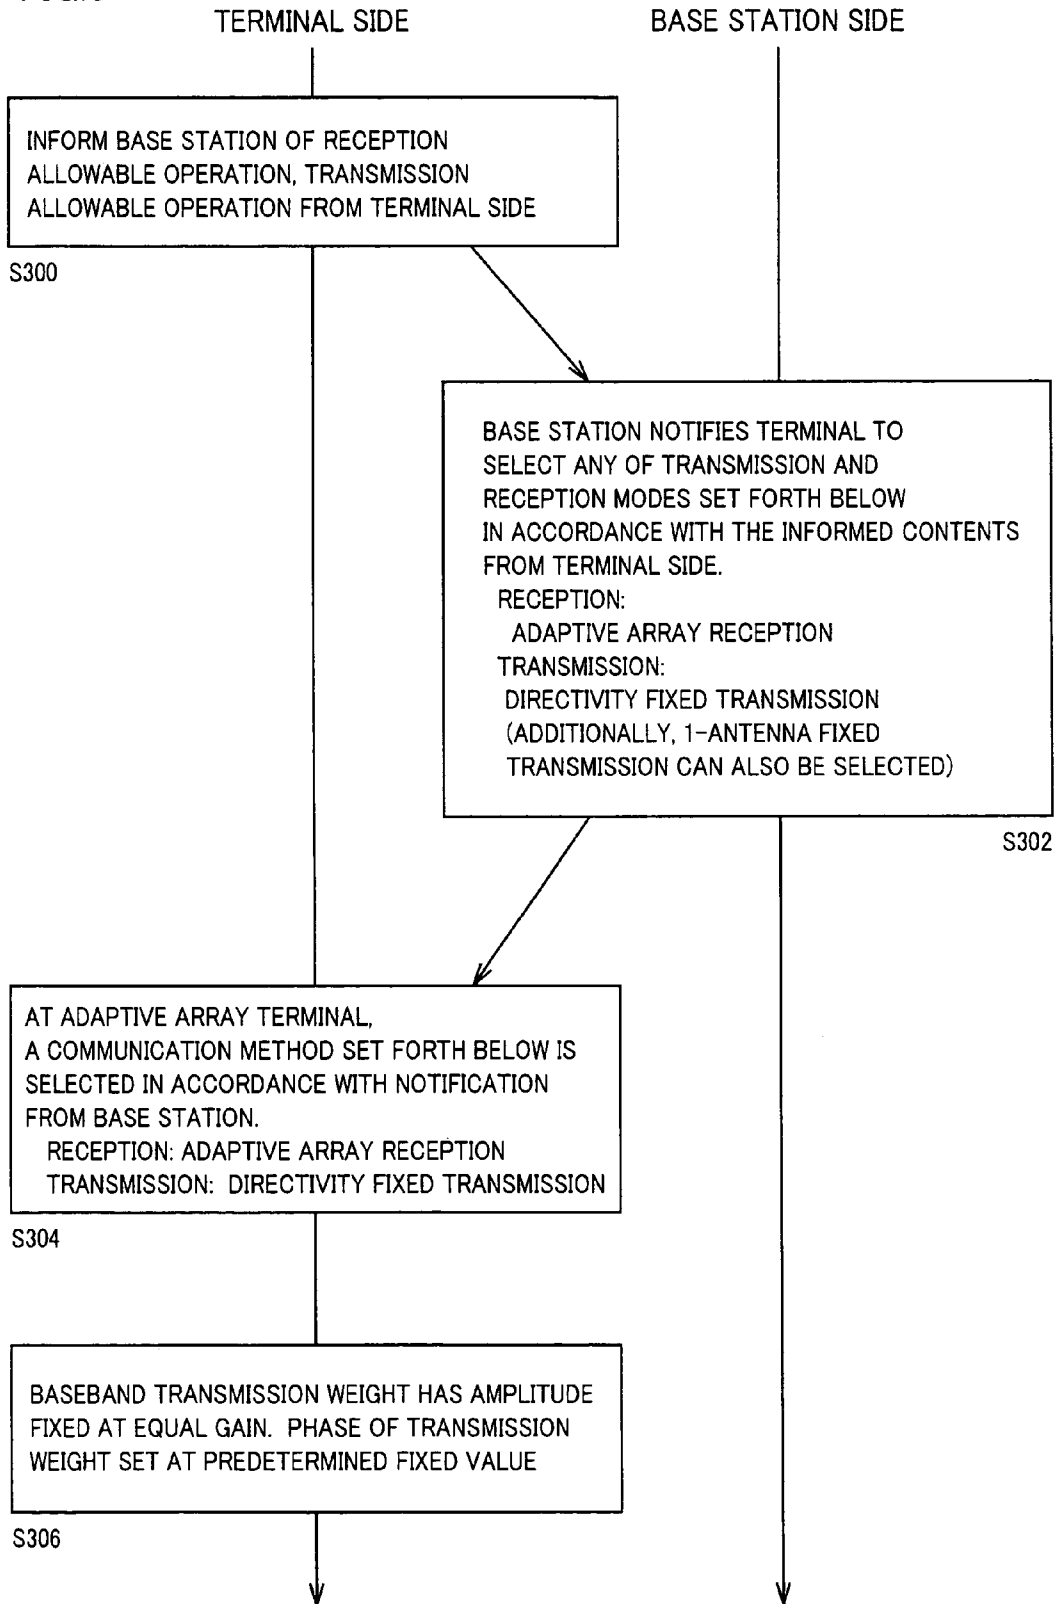 TERMINAL SIDE
BASE STATION SIDE
INFORM BASE STATION OF RECEPTION
ALLOWABLE OPERATION, TRANSMISSION
ALLOWABLE OPERATION FROM TERMINAL SIDE
S300
BASE STATION NOTIFIES TERMINAL TO
SELECT ANY OF TRANSMISSION AND
RECEPTION MODES SET FORTH BELOW
IN ACCORDANCE WITH THE INFORMED CONTENTS
FROM TERMINAL SIDE.
RECEPTION:
ADAPTIVE ARRAY RECEPTION
TRANSMISSION:
DIRECTIVITY FIXED TRANSMISSION
(ADDITIONALLY, 1-ANTENNA FIXED
TRANSMISSION CAN ALSO BE SELECTED)
S302
AT ADAPTIVE ARRAY TERMINAL,
A COMMUNICATION METHOD SET FORTH BELOW IS
SELECTED IN ACCORDANCE WITH NOTIFICATION
FROM BASE STATION.
RECEPTION: ADAPTIVE ARRAY RECEPTION
TRANSMISSION: DIRECTIVITY FIXED TRANSMISSION
S304
BASEBAND TRANSMISSION WEIGHT HAS AMPLITUDE
FIXED AT EQUAL GAIN. PHASE OF TRANSMISSION
WEIGHT SET AT PREDETERMINED FIXED VALUE
S306